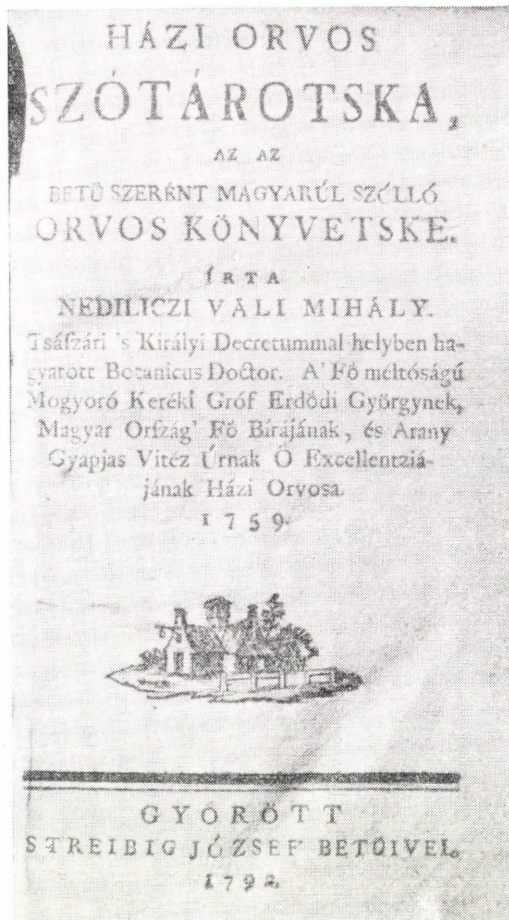 HÁZI ORVOS
SZÓTÁROTSKA,
AZ AZ
BETŰ SZERÉNT MAGYARÚL SZÓLLÓ
ORVOS KÖNYVETSKE.
ÍRTA
NEDILICZI VÁLI MIHÁLY.
Tsáſzári 's Királyi Decretummal helyben ha-
gyatott Botanicus Doctor. A' Fő méltóságú
Mogyoró Keréki Gróf Erdődi Györgynek,
Magyar Orſzág' Fő Bírájának, és Arany
Gyapjas Vitéz Úrnak Ő Excellentziá-
jának Házi Orvosa.
1759.
GYŐRÖTT
STREIBIG JÓZSEF BETŰIVEL.
1792.